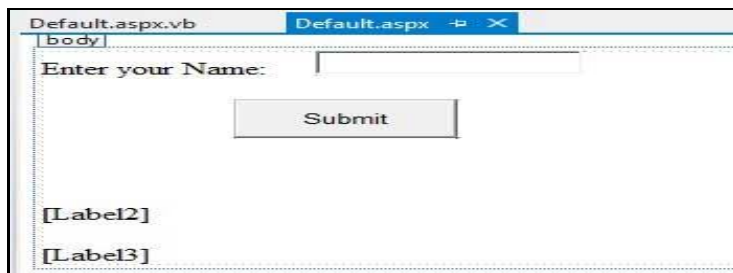 Default.aspx.vb Default.aspx
body
Enter your Name:
Submit
[Label2]
[Label3]